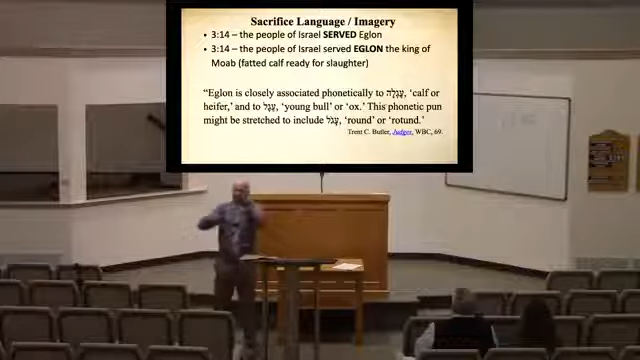 Sacrifice Language / Imagery
• 3:14 – the people of Israel SERVED Eglon
• 3:14 – the people of Israel served EGLON the king of
Moab (fatted calf ready for slaughter)
“Eglon is closely associated phonetically to עֶגְלָה, ‘calf or
heifer,’ and to עֵגֶל, ‘young bull’ or ‘ox.’ This phonetic pun
might be stretched to include עָגֹל, ‘round’ or ‘rotund.’
Trent C. Butler, Judges, WBC, 69.